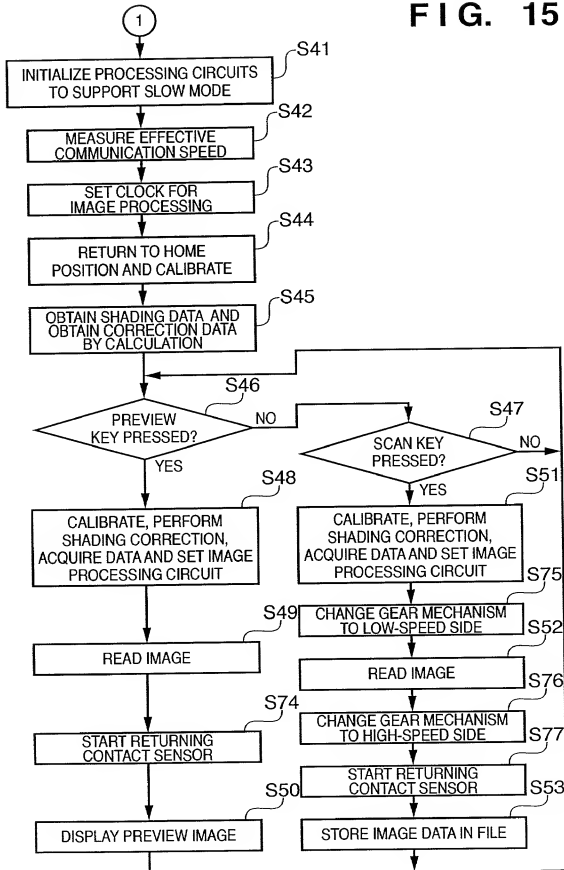 FIG. 15
1
S41
INITIALIZE PROCESSING CIRCUITS
TO SUPPORT SLOW MODE
S42
MEASURE EFFECTIVE
COMMUNICATION SPEED
S43
SET CLOCK FOR
IMAGE PROCESSING
S44
RETURN TO HOME
POSITION AND CALIBRATE
S45
OBTAIN SHADING DATA AND
OBTAIN CORRECTION DATA
BY CALCULATION
S46
PREVIEW
KEY PRESSED?
NO
YES
S47
SCAN KEY
PRESSED?
NO
YES
S48
CALIBRATE, PERFORM
SHADING CORRECTION,
ACQUIRE DATA AND SET IMAGE
PROCESSING CIRCUIT
S49
READ IMAGE
S74
START RETURNING
CONTACT SENSOR
S50
DISPLAY PREVIEW IMAGE
S51
CALIBRATE, PERFORM
SHADING CORRECTION,
ACQUIRE DATA AND SET IMAGE
PROCESSING CIRCUIT
S75
CHANGE GEAR MECHANISM
TO LOW-SPEED SIDE
S52
READ IMAGE
S76
CHANGE GEAR MECHANISM
TO HIGH-SPEED SIDE
S77
START RETURNING
CONTACT SENSOR
S53
STORE IMAGE DATA IN FILE